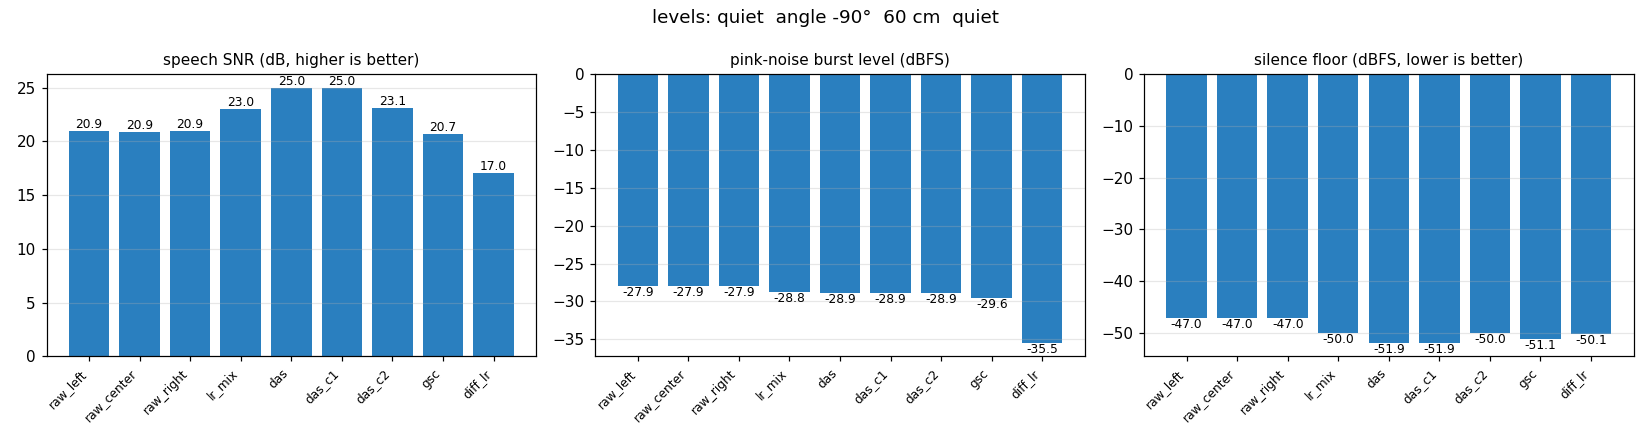 levels: quiet  angle -90°  60 cm  quiet
speech SNR (dB, higher is better)
25
20
15
10
5
0
20.9
20.9
20.9
23.0
25.0
25.0
23.1
20.7
17.0
raw_left
raw_center
raw_right
lr_mix
das
das_c1
das_c2
gsc
diff_lr
pink-noise burst level (dBFS)
0
−5
−10
−15
−20
−25
−30
−35
-27.9
-27.9
-27.9
-28.8
-28.9
-28.9
-28.9
-29.6
-35.5
raw_left
raw_center
raw_right
lr_mix
das
das_c1
das_c2
gsc
diff_lr
silence floor (dBFS, lower is better)
0
−10
−20
−30
−40
−50
-47.0
-47.0
-47.0
-50.0
-51.9
-51.9
-50.0
-51.1
-50.1
raw_left
raw_center
raw_right
lr_mix
das
das_c1
das_c2
gsc
diff_lr